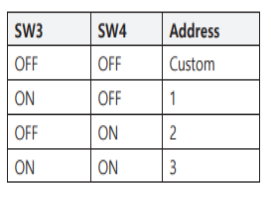 SW3 SW4 Address
OFF OFF Custom
ON OFF 1
OFF ON 2
ON ON 3